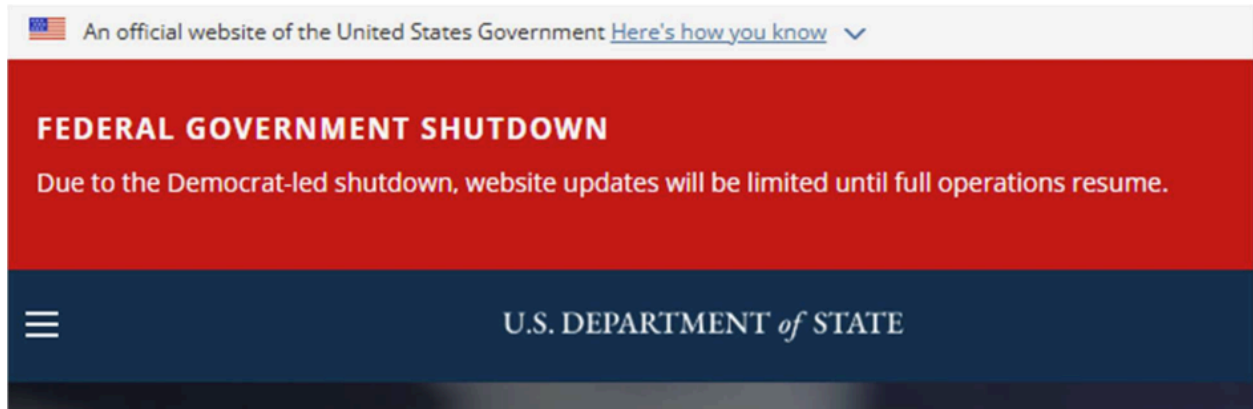 An official website of the United States Government Here's how you know
FEDERAL GOVERNMENT SHUTDOWN
Due to the Democrat-led shutdown, website updates will be limited until full operations resume.
U.S. DEPARTMENT of STATE